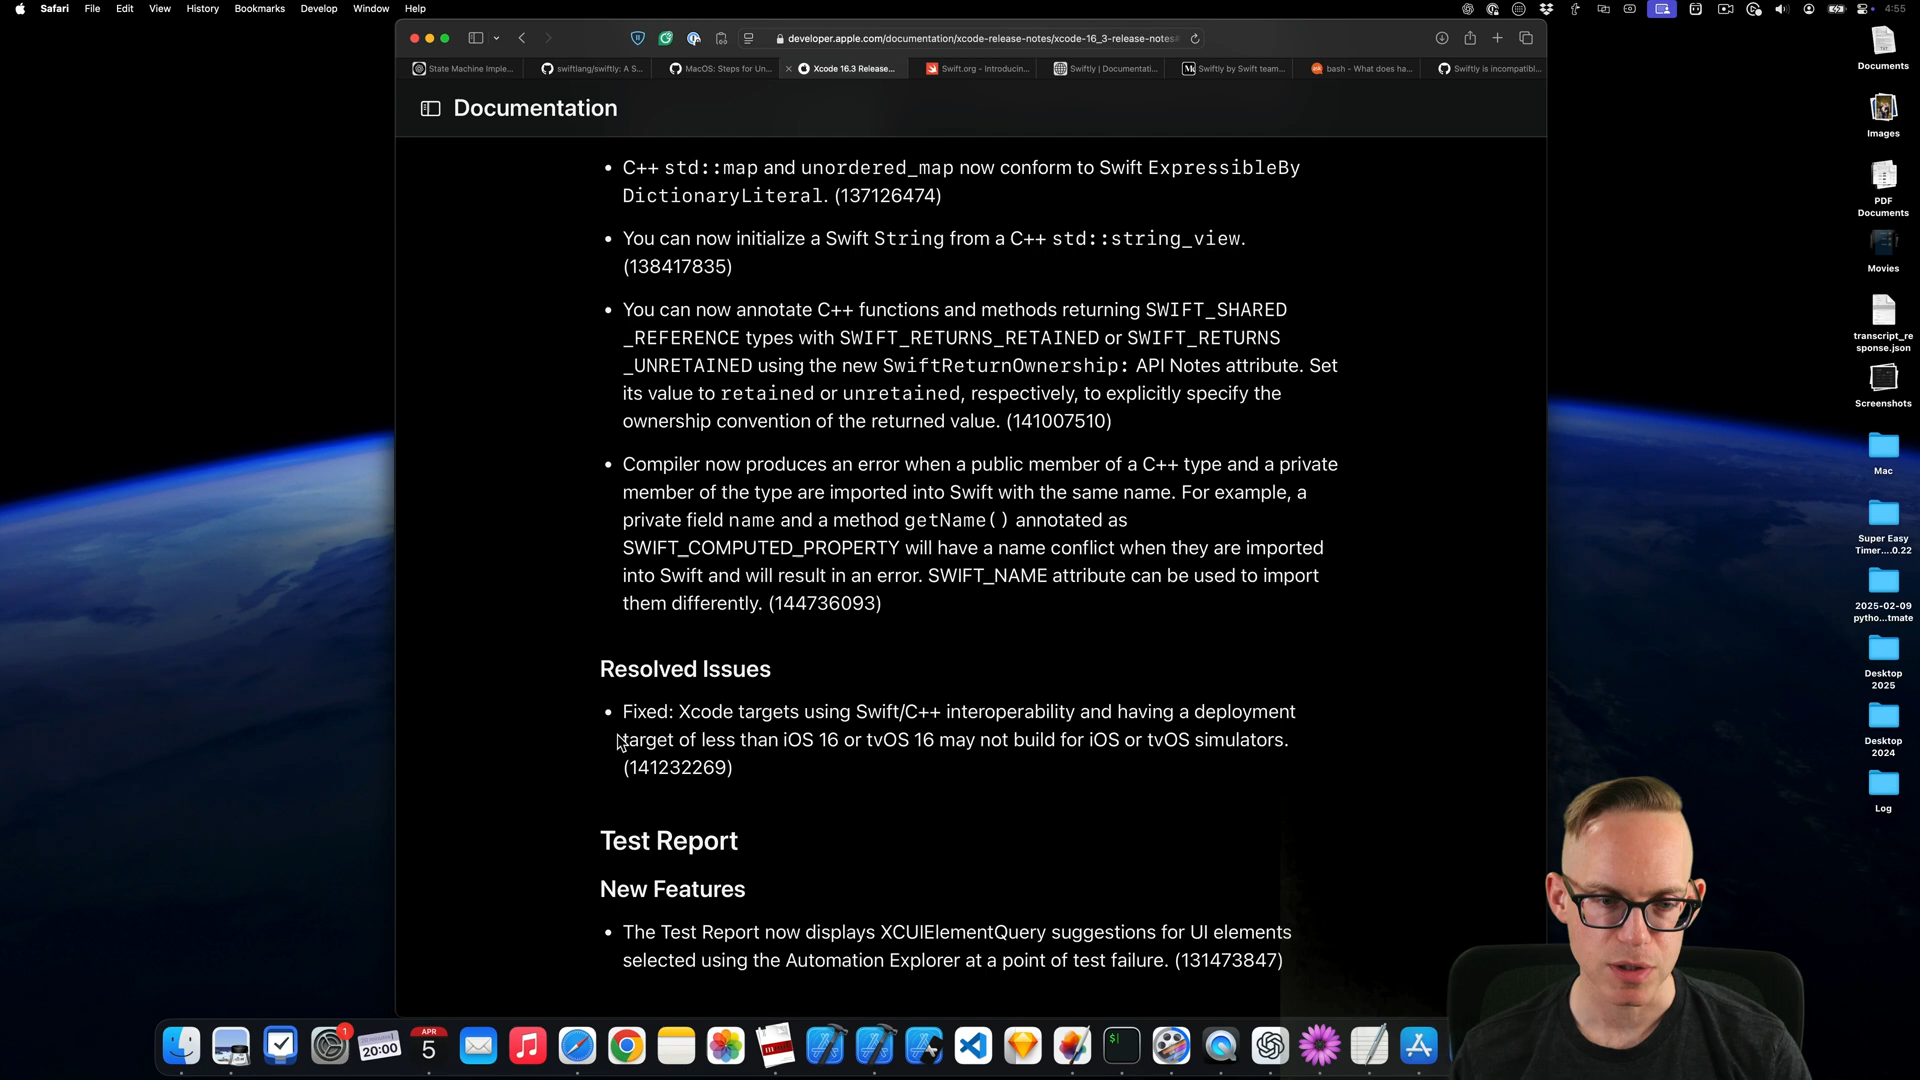 Safari File Edit View History Bookmarks Develop Window Help
4:55
developer.apple.com/documentation/xcode-release-notes/xcode-16_3-release-notes
State Machine Imple...
swiftlang/swiftly: A S...
MacOS: Steps for Un...
Xcode 16.3 Release...
Swift.org - Introducin...
Swiftly | Documentati...
Swiftly by Swift team...
bash - What does ha...
Swiftly is incompatibl...
Documentation
• C++ std::map and unordered_map now conform to Swift ExpressibleBy
DictionaryLiteral. (137126474)
• You can now initialize a Swift String from a C++ std::string_view.
(138417835)
• You can now annotate C++ functions and methods returning SWIFT_SHARED
_REFERENCE types with SWIFT_RETURNS_RETAINED or SWIFT_RETURNS
_UNRETAINED using the new SwiftReturnOwnership: API Notes attribute. Set
its value to retained or unretained, respectively, to explicitly specify the
ownership convention of the returned value. (141007510)
• Compiler now produces an error when a public member of a C++ type and a private
member of the type are imported into Swift with the same name. For example, a
private field name and a method getName() annotated as
SWIFT_COMPUTED_PROPERTY will have a name conflict when they are imported
into Swift and will result in an error. SWIFT_NAME attribute can be used to import
them differently. (144736093)
Resolved Issues
• Fixed: Xcode targets using Swift/C++ interoperability and having a deployment
target of less than iOS 16 or tvOS 16 may not build for iOS or tvOS simulators.
(141232269)
Test Report
New Features
• The Test Report now displays XCUIElementQuery suggestions for UI elements
selected using the Automation Explorer at a point of test failure. (131473847)
Documents
Images
PDF
Documents
Movies
transcript_re
sponse.json
Screenshots
Mac
Super Easy
Timer....0.22
2025-02-09
pytho...tmate
Desktop
2025
Desktop
2024
Log
1
20:00
APR
5